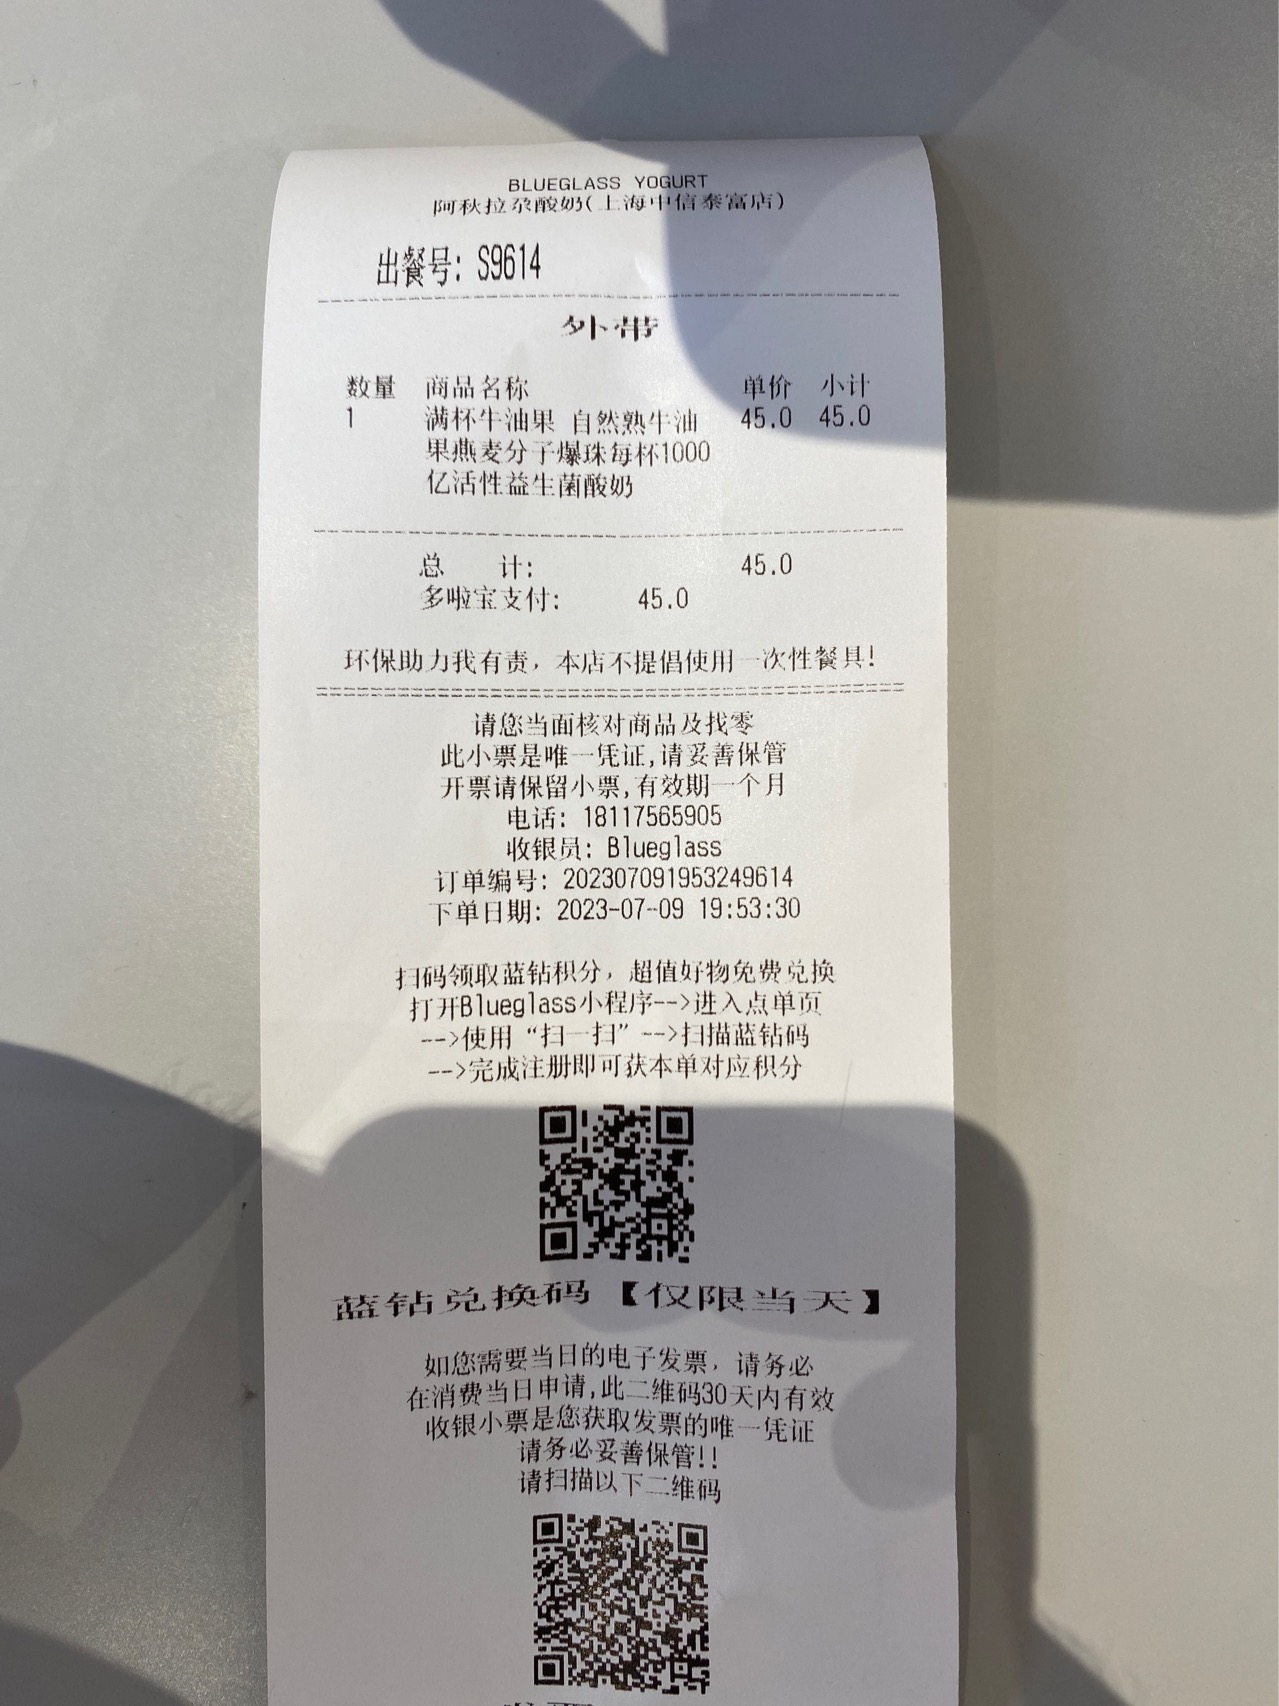 BLUEGLASS YOGURT
阿秋拉尕酸奶(上海中信泰富店)
出餐号: S9614
外带
数量 商品名称 单价 小计
1 满杯牛油果 自然熟牛油 45.0 45.0
果燕麦分子爆珠每杯1000
亿活性益生菌酸奶
总 计: 45.0
多啦宝支付: 45.0
环保助力我有责，本店不提倡使用一次性餐具!
请您当面核对商品及找零
此小票是唯一凭证,请妥善保管
开票请保留小票,有效期一个月
电话: 18117565905
收银员: Blueglass
订单编号: 202307091953249614
下单日期: 2023-07-09 19:53:30
扫码领取蓝钻积分，超值好物免费兑换
打开Blueglass小程序-->进入点单页
-->使用“扫一扫”-->扫描蓝钻码
-->完成注册即可获本单对应积分
蓝钻兑换码【仅限当天】
如您需要当日的电子发票，请务必
在消费当日申请,此二维码30天内有效
收银小票是您获取发票的唯一凭证
请务必妥善保管!!
请扫描以下二维码